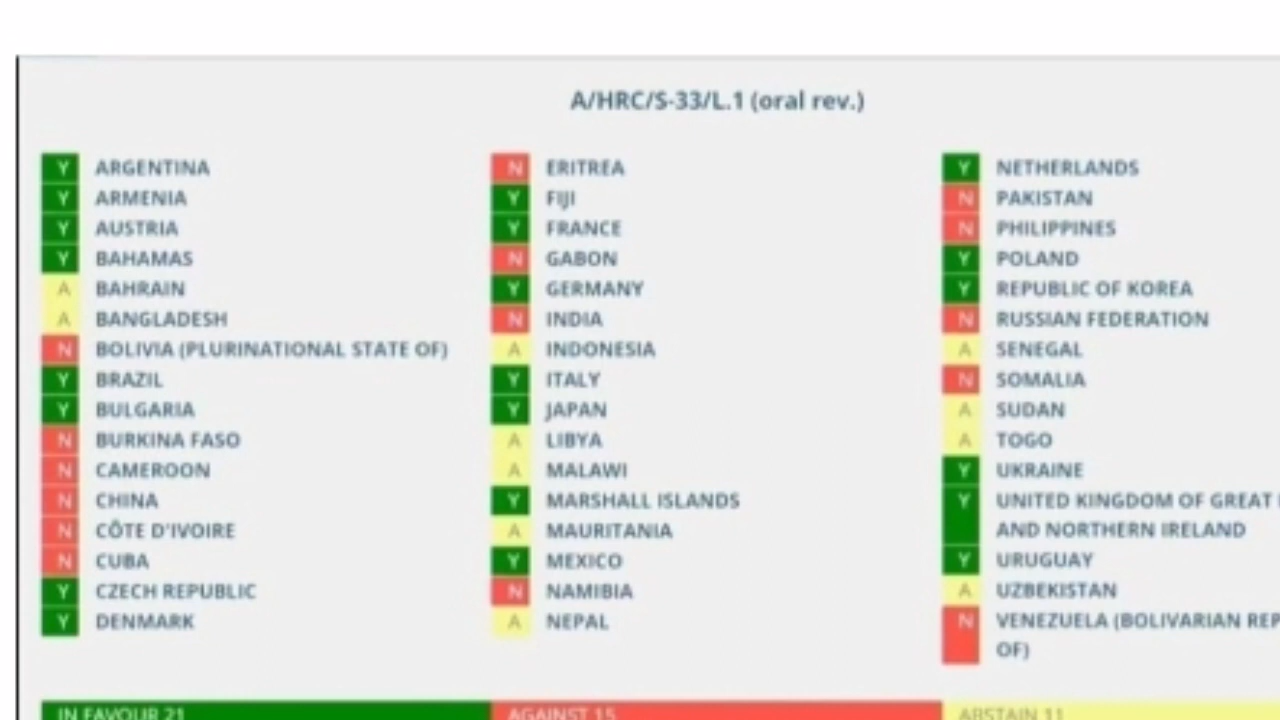 A/HRC/S-33/L.1 (oral rev.)
Y ARGENTINA
Y ARMENIA
Y AUSTRIA
Y BAHAMAS
A BAHRAIN
A BANGLADESH
N BOLIVIA (PLURINATIONAL STATE OF)
Y BRAZIL
Y BULGARIA
N BURKINA FASO
N CAMEROON
N CHINA
N CÔTE D'IVOIRE
N CUBA
Y CZECH REPUBLIC
Y DENMARK
N ERITREA
Y FIJI
Y FRANCE
N GABON
Y GERMANY
N INDIA
A INDONESIA
Y ITALY
Y JAPAN
A LIBYA
A MALAWI
Y MARSHALL ISLANDS
A MAURITANIA
Y MEXICO
N NAMIBIA
A NEPAL
Y NETHERLANDS
N PAKISTAN
N PHILIPPINES
Y POLAND
Y REPUBLIC OF KOREA
N RUSSIAN FEDERATION
A SENEGAL
N SOMALIA
A SUDAN
A TOGO
Y UKRAINE
Y UNITED KINGDOM OF GREAT
AND NORTHERN IRELAND
Y URUGUAY
A UZBEKISTAN
N VENEZUELA (BOLIVARIAN REP
OF)
IN FAVOUR 21
AGAINST 15
ABSTAIN 11